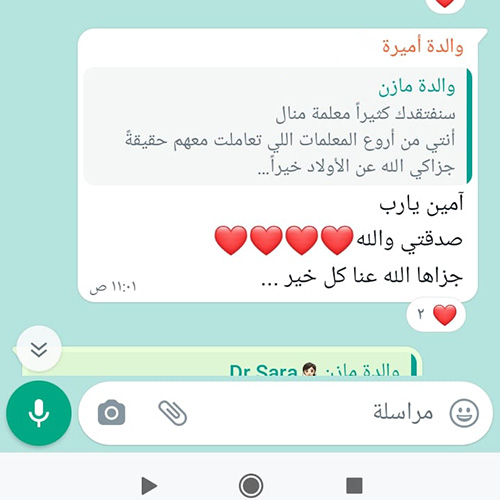 والدة أميرة
والدة مازن
سنفتقدك كثيراً معلمة منال
أنتي من أروع المعلمات اللي تعاملت معهم حقيقةً
جزاكي الله عن الأولاد خيراً...
آمين يارب
صدقتي والله❤️❤️❤️❤️
جزاها الله عنا كل خير ...
١١:٠١ ص
❤️ ٢
والدة مازن Dr Sara👩🏻
مراسلة